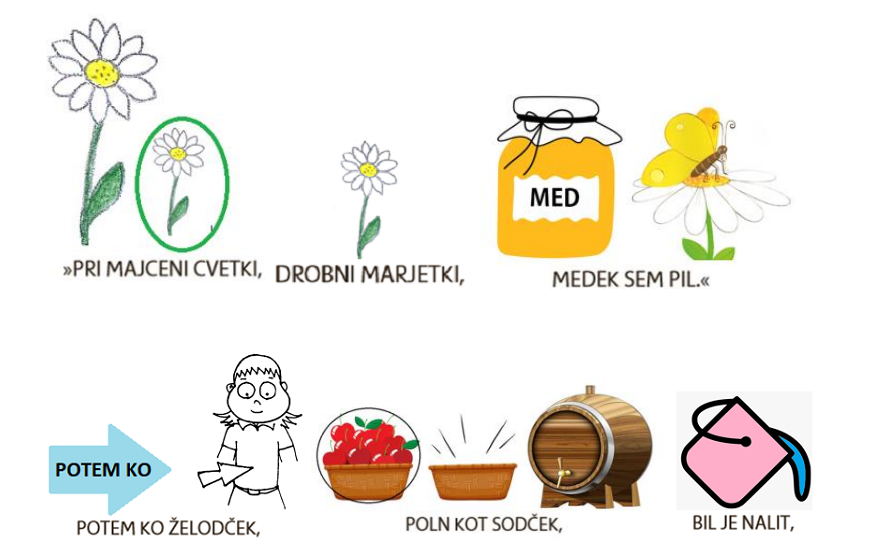 MED
»PRI MAJCENI CVETKI,
DROBNI MARJETKI,
MEDEK SEM PIL.«
POTEM KO
POTEM KO ŽELODČEK,
POLN KOT SODČEK,
BIL JE NALIT,